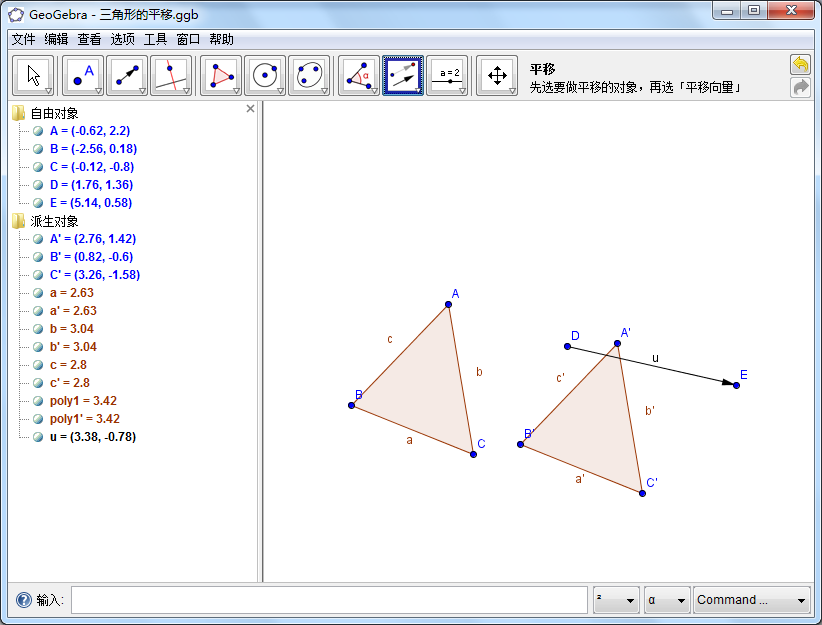 GeoGebra - 三角形的平移.ggb
文件 编辑 查看 选项 工具 窗口 帮助
A
α
a = 2
平移
先选要做平移的对象，再选「平移向量」
自由对象
A = (-0.62, 2.2)
B = (-2.56, 0.18)
C = (-0.12, -0.8)
D = (1.76, 1.36)
E = (5.14, 0.58)
派生对象
A' = (2.76, 1.42)
B' = (0.82, -0.6)
C' = (3.26, -1.58)
a = 2.63
a' = 2.63
b = 3.04
b' = 3.04
c = 2.8
c' = 2.8
poly1 = 3.42
poly1' = 3.42
u = (3.38, -0.78)
A
c
b
B
a
C
D
A'
u
E
c'
b'
B'
a'
C'
输入:
²
α
Command ...